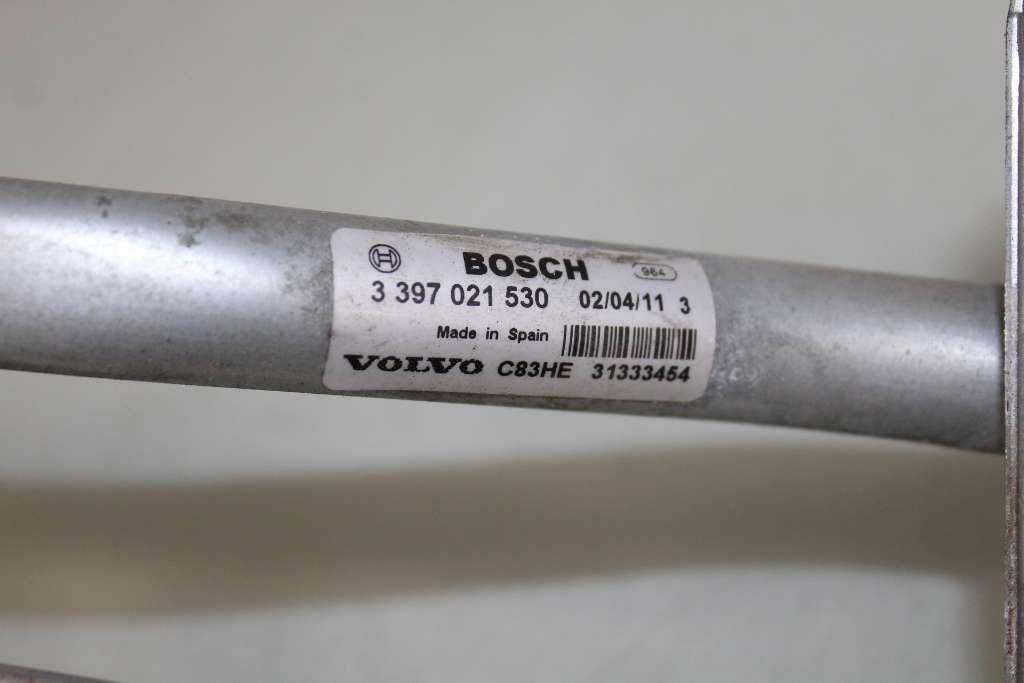 BOSCH 964
3 397 021 530 02/04/11 3
Made in Spain
VOLVO C83HE 31333454